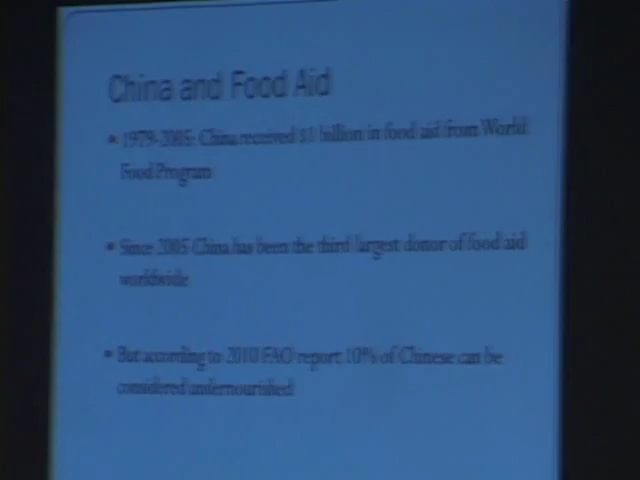 China and Food Aid
• 1979-2005: China received $1 billion in food aid from World
Food Program
• Since 2005 China has been the third largest donor of food aid
worldwide
• But according to 2010 FAO report 10% of Chinese can be
considered undernourished